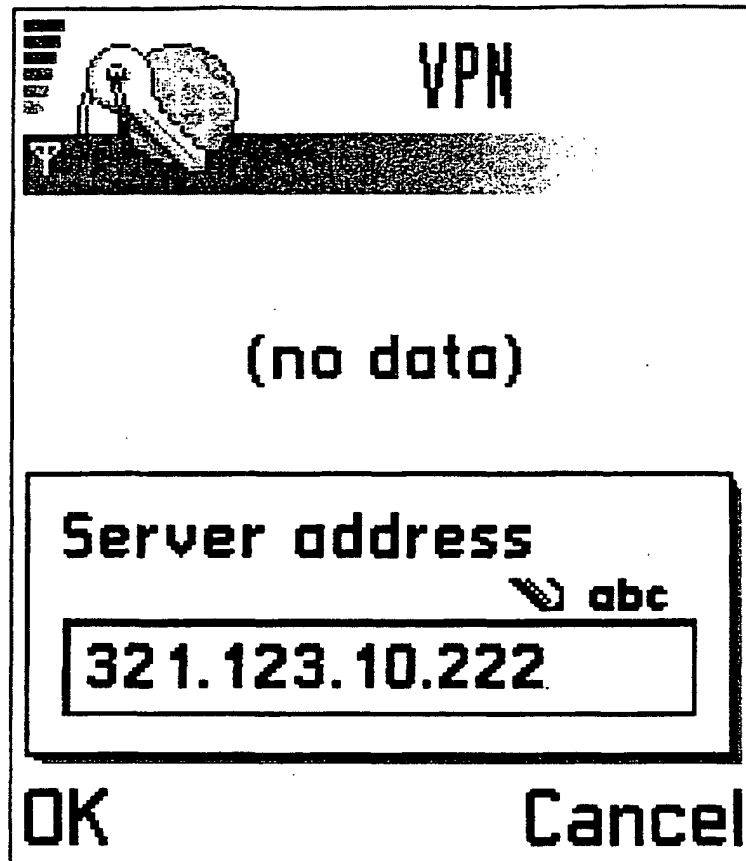 VPN
(no data)
Server address
abc
321.123.10.222
OK Cancel